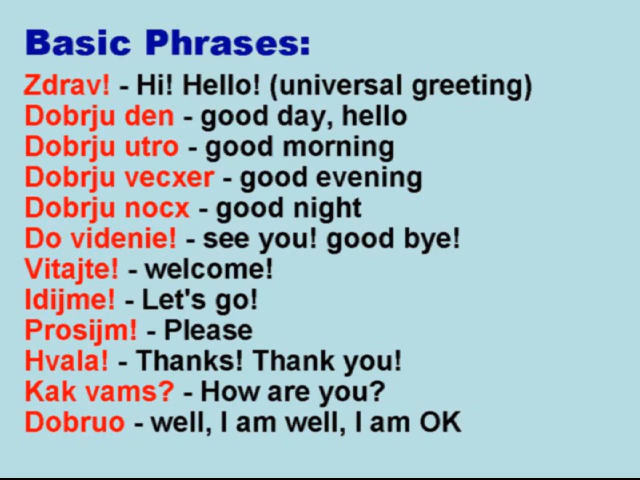 Basic Phrases:
Zdrav! - Hi! Hello! (universal greeting)
Dobrju den - good day, hello
Dobrju utro - good morning
Dobrju vecxer - good evening
Dobrju nocx - good night
Do videnie! - see you! good bye!
Vitajte! - welcome!
Idijme! - Let's go!
Prosijm! - Please
Hvala! - Thanks! Thank you!
Kak vams? - How are you?
Dobruo - well, I am well, I am OK